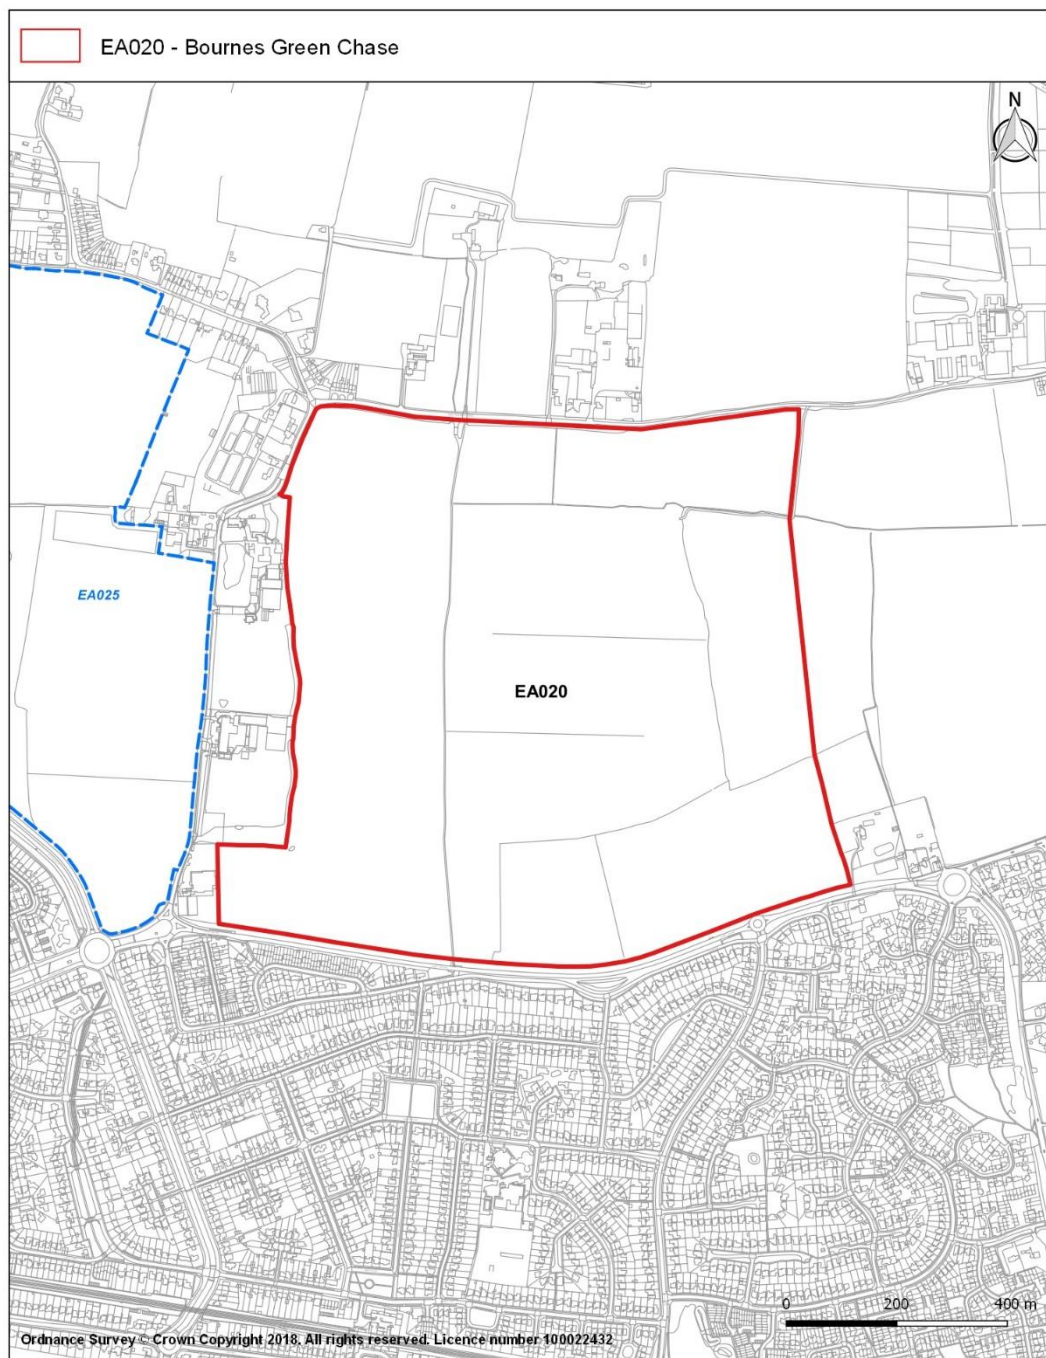 EA020 - Bournes Green Chase
N
EA025
EA020
0 200 400 m
Ordnance Survey © Crown Copyright 2018. All rights reserved. Licence number 100022432